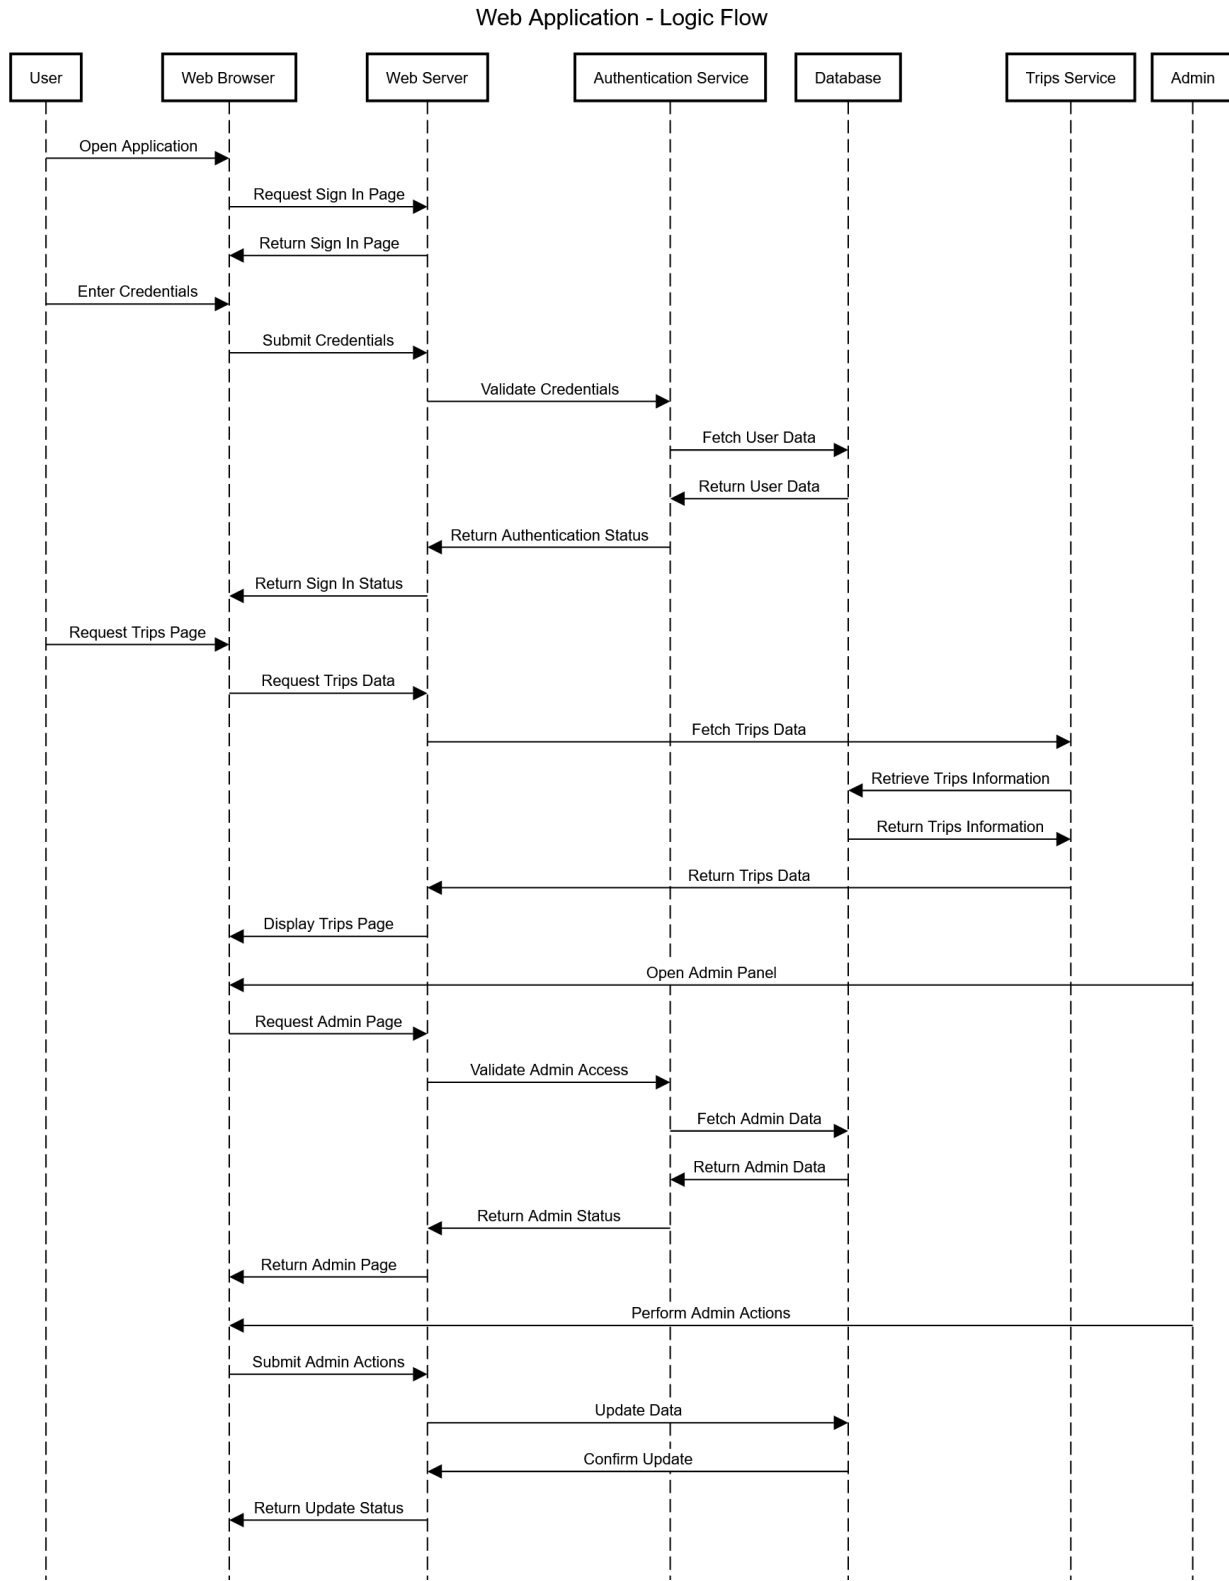 Web Application - Logic Flow
User
Web Browser
Web Server
Authentication Service
Database
Trips Service
Admin
Open Application
Request Sign In Page
Return Sign In Page
Enter Credentials
Submit Credentials
Validate Credentials
Fetch User Data
Return User Data
Return Authentication Status
Return Sign In Status
Request Trips Page
Request Trips Data
Fetch Trips Data
Retrieve Trips Information
Return Trips Information
Return Trips Data
Display Trips Page
Open Admin Panel
Request Admin Page
Validate Admin Access
Fetch Admin Data
Return Admin Data
Return Admin Status
Return Admin Page
Perform Admin Actions
Submit Admin Actions
Update Data
Confirm Update
Return Update Status